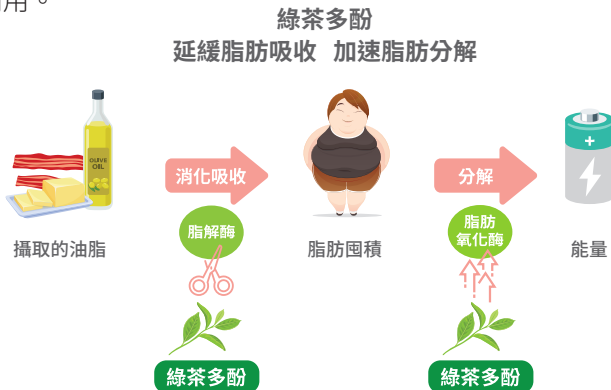 用。
綠茶多酚
延緩脂肪吸收 加速脂肪分解
OLIVE
OIL
消化吸收
分解
脂解酶
脂肪
氧化酶
攝取的油脂
脂肪囤積
能量
綠茶多酚
綠茶多酚